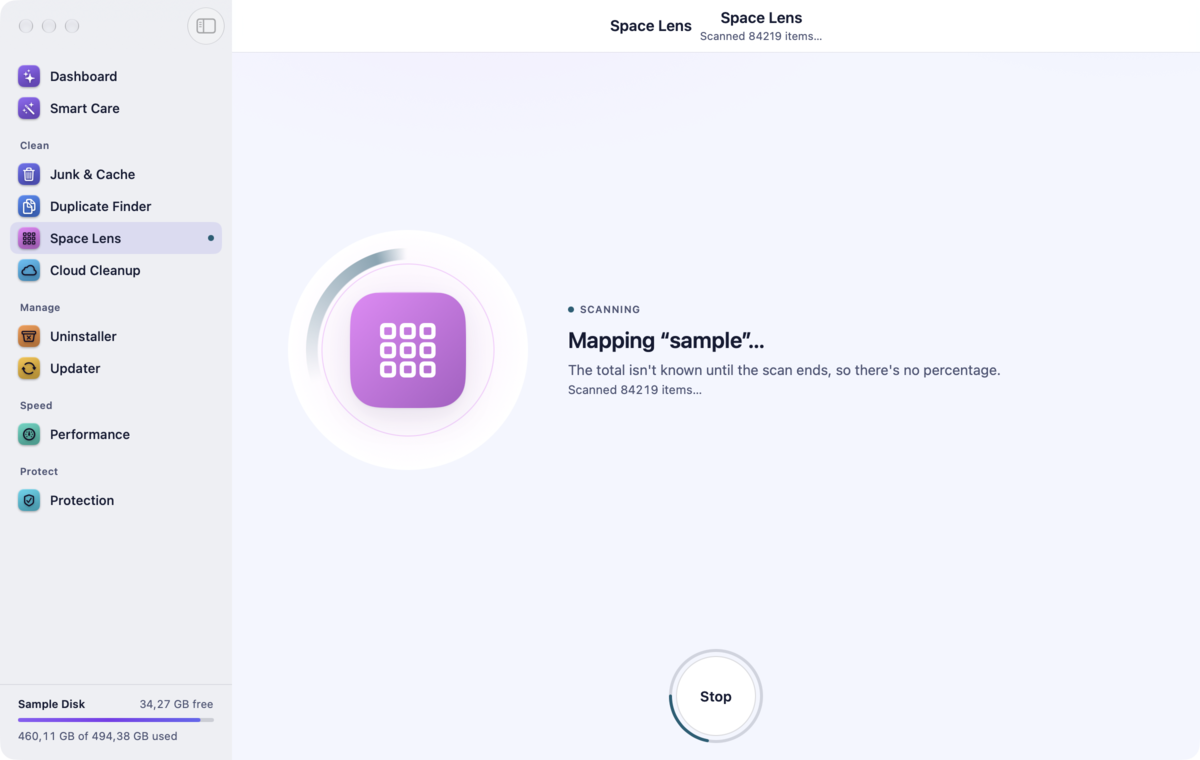 Space Lens
Space Lens
Scanned 84219 items...
Dashboard
Smart Care
Clean
Junk & Cache
Duplicate Finder
Space Lens
Cloud Cleanup
Manage
Uninstaller
Updater
Speed
Performance
Protect
Protection
Sample Disk 34,27 GB free
460,11 GB of 494,38 GB used
SCANNING
Mapping “sample”…
The total isn't known until the scan ends, so there's no percentage.
Scanned 84219 items...
Stop